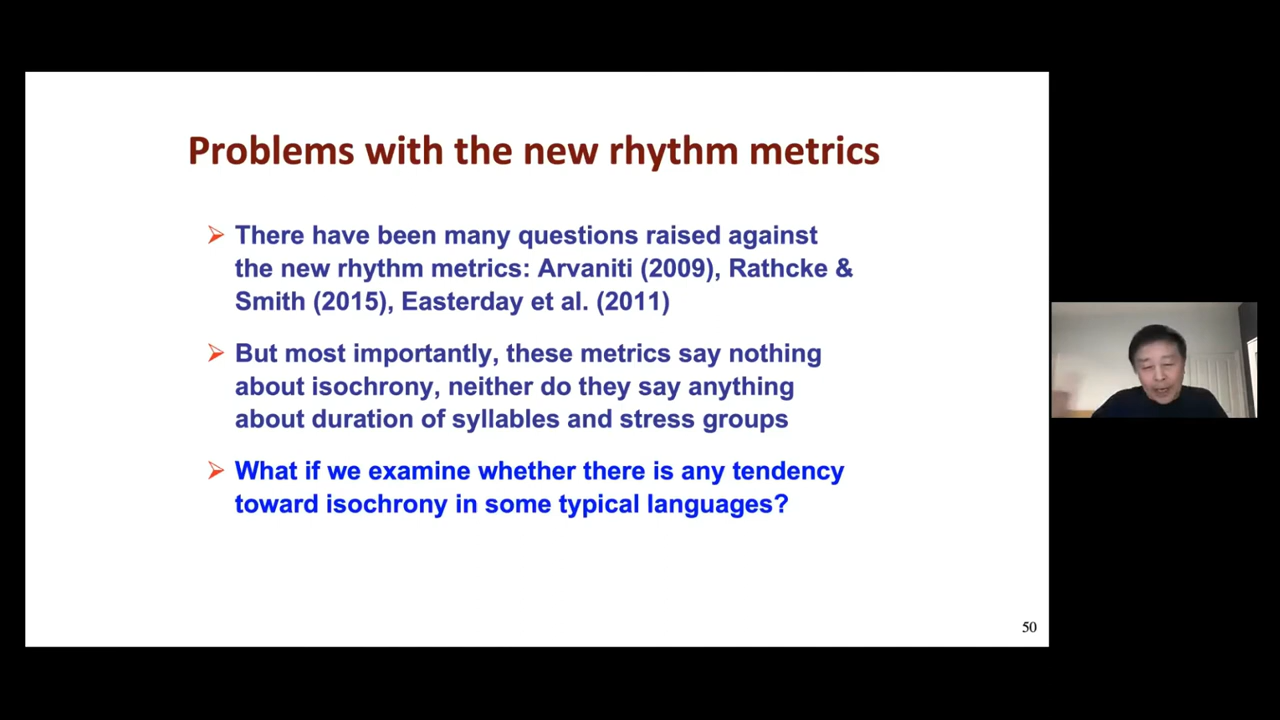 Problems with the new rhythm metrics
There have been many questions raised against
the new rhythm metrics: Arvaniti (2009), Rathcke &
Smith (2015), Easterday et al. (2011)
But most importantly, these metrics say nothing
about isochrony, neither do they say anything
about duration of syllables and stress groups
What if we examine whether there is any tendency
toward isochrony in some typical languages?
50